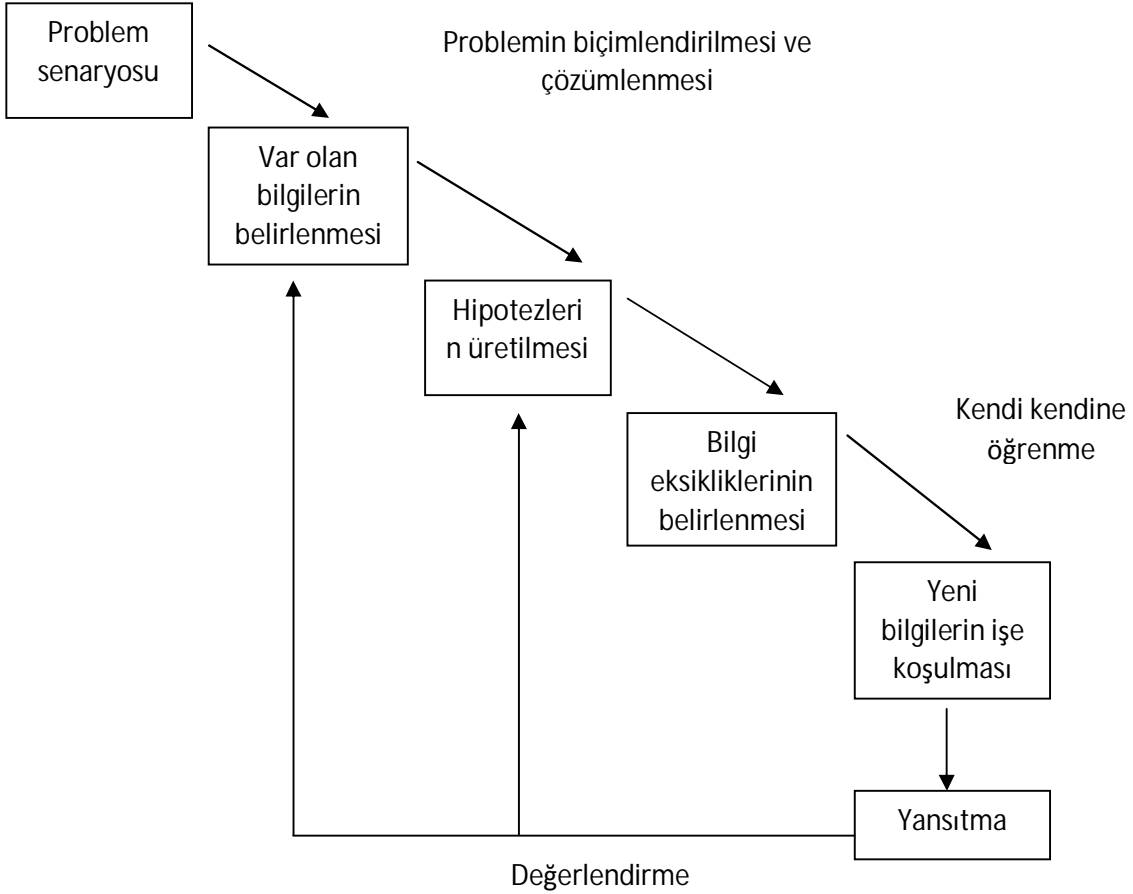 Problem
senaryosu
Problemin biçimlendirilmesi ve
çözümlenmesi
Var olan
bilgilerin
belirlenmesi
Hipotezleri
n üretilmesi
Kendi kendine
öğrenme
Bilgi
eksikliklerinin
belirlenmesi
Yeni
bilgilerin işe
koşulması
Yansıtma
Değerlendirme